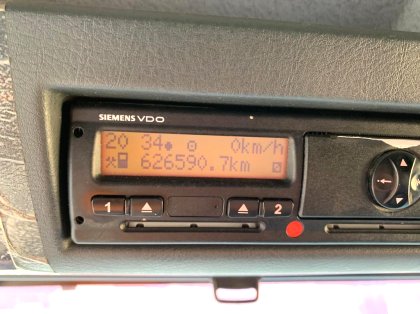 SIEMENS VDO
20 34 0km/h
626590.7km
1 2